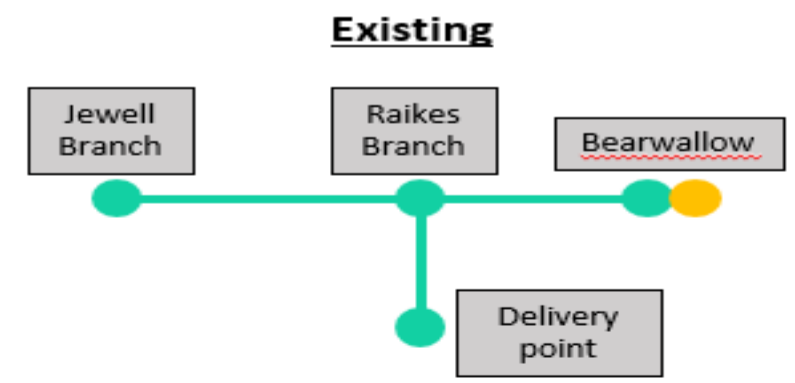 Existing
Jewell
Branch
Raikes
Branch
Bearwallow
Delivery
point